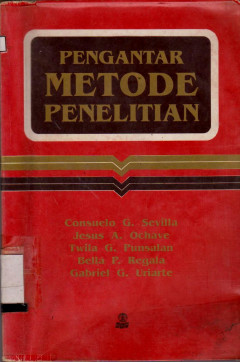 PENGANTAR
METODE
PENELITIAN
Consuelo G. Sevilla
Jesus A. Ochave
Twila G. Punsalan
Bella P. Regala
Gabriel G. Uriarte